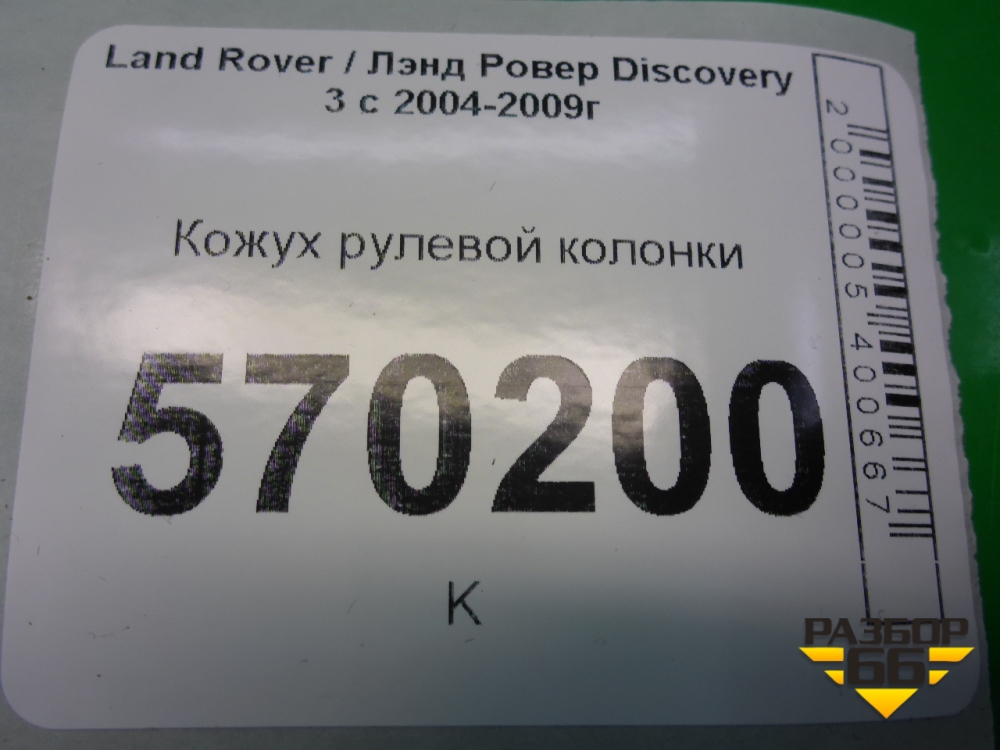 Land Rover / Лэнд Ровер Discovery
3 с 2004-2009г
Кожух рулевой колонки
570200
К
2000005400667
РАЗБОР
66